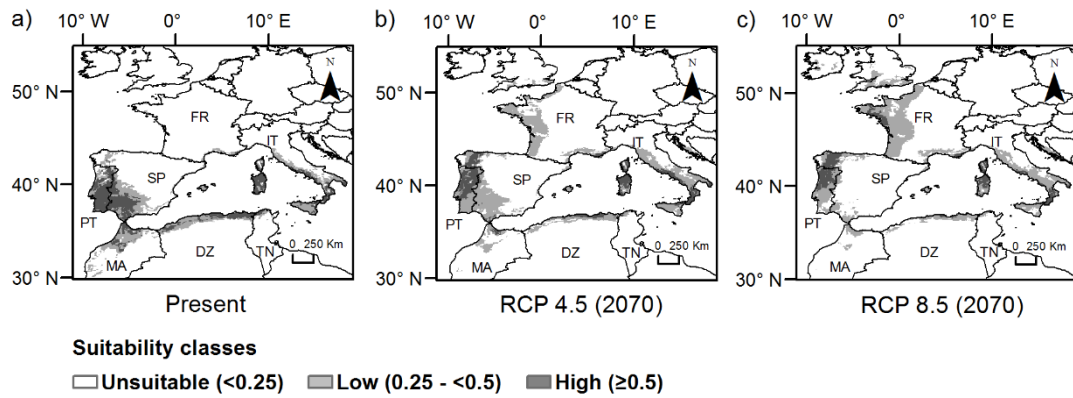 a)
10° W 0° 10° E
50° N
40° N
30° N
N
FR
IT
SP
PT
MA
DZ
TN
0 250 Km
Present
b)
10° W 0° 10° E
N
FR
IT
SP
PT
MA
DZ
TN
0 250 Km
RCP 4.5 (2070)
c)
10° W 0° 10° E
50° N
40° N
30° N
N
FR
IT
SP
PT
MA
DZ
TN
0 250 Km
RCP 8.5 (2070)
50° N
40° N
30° N
Suitability classes
Unsuitable (<0.25) Low (0.25 - <0.5) High (≥0.5)